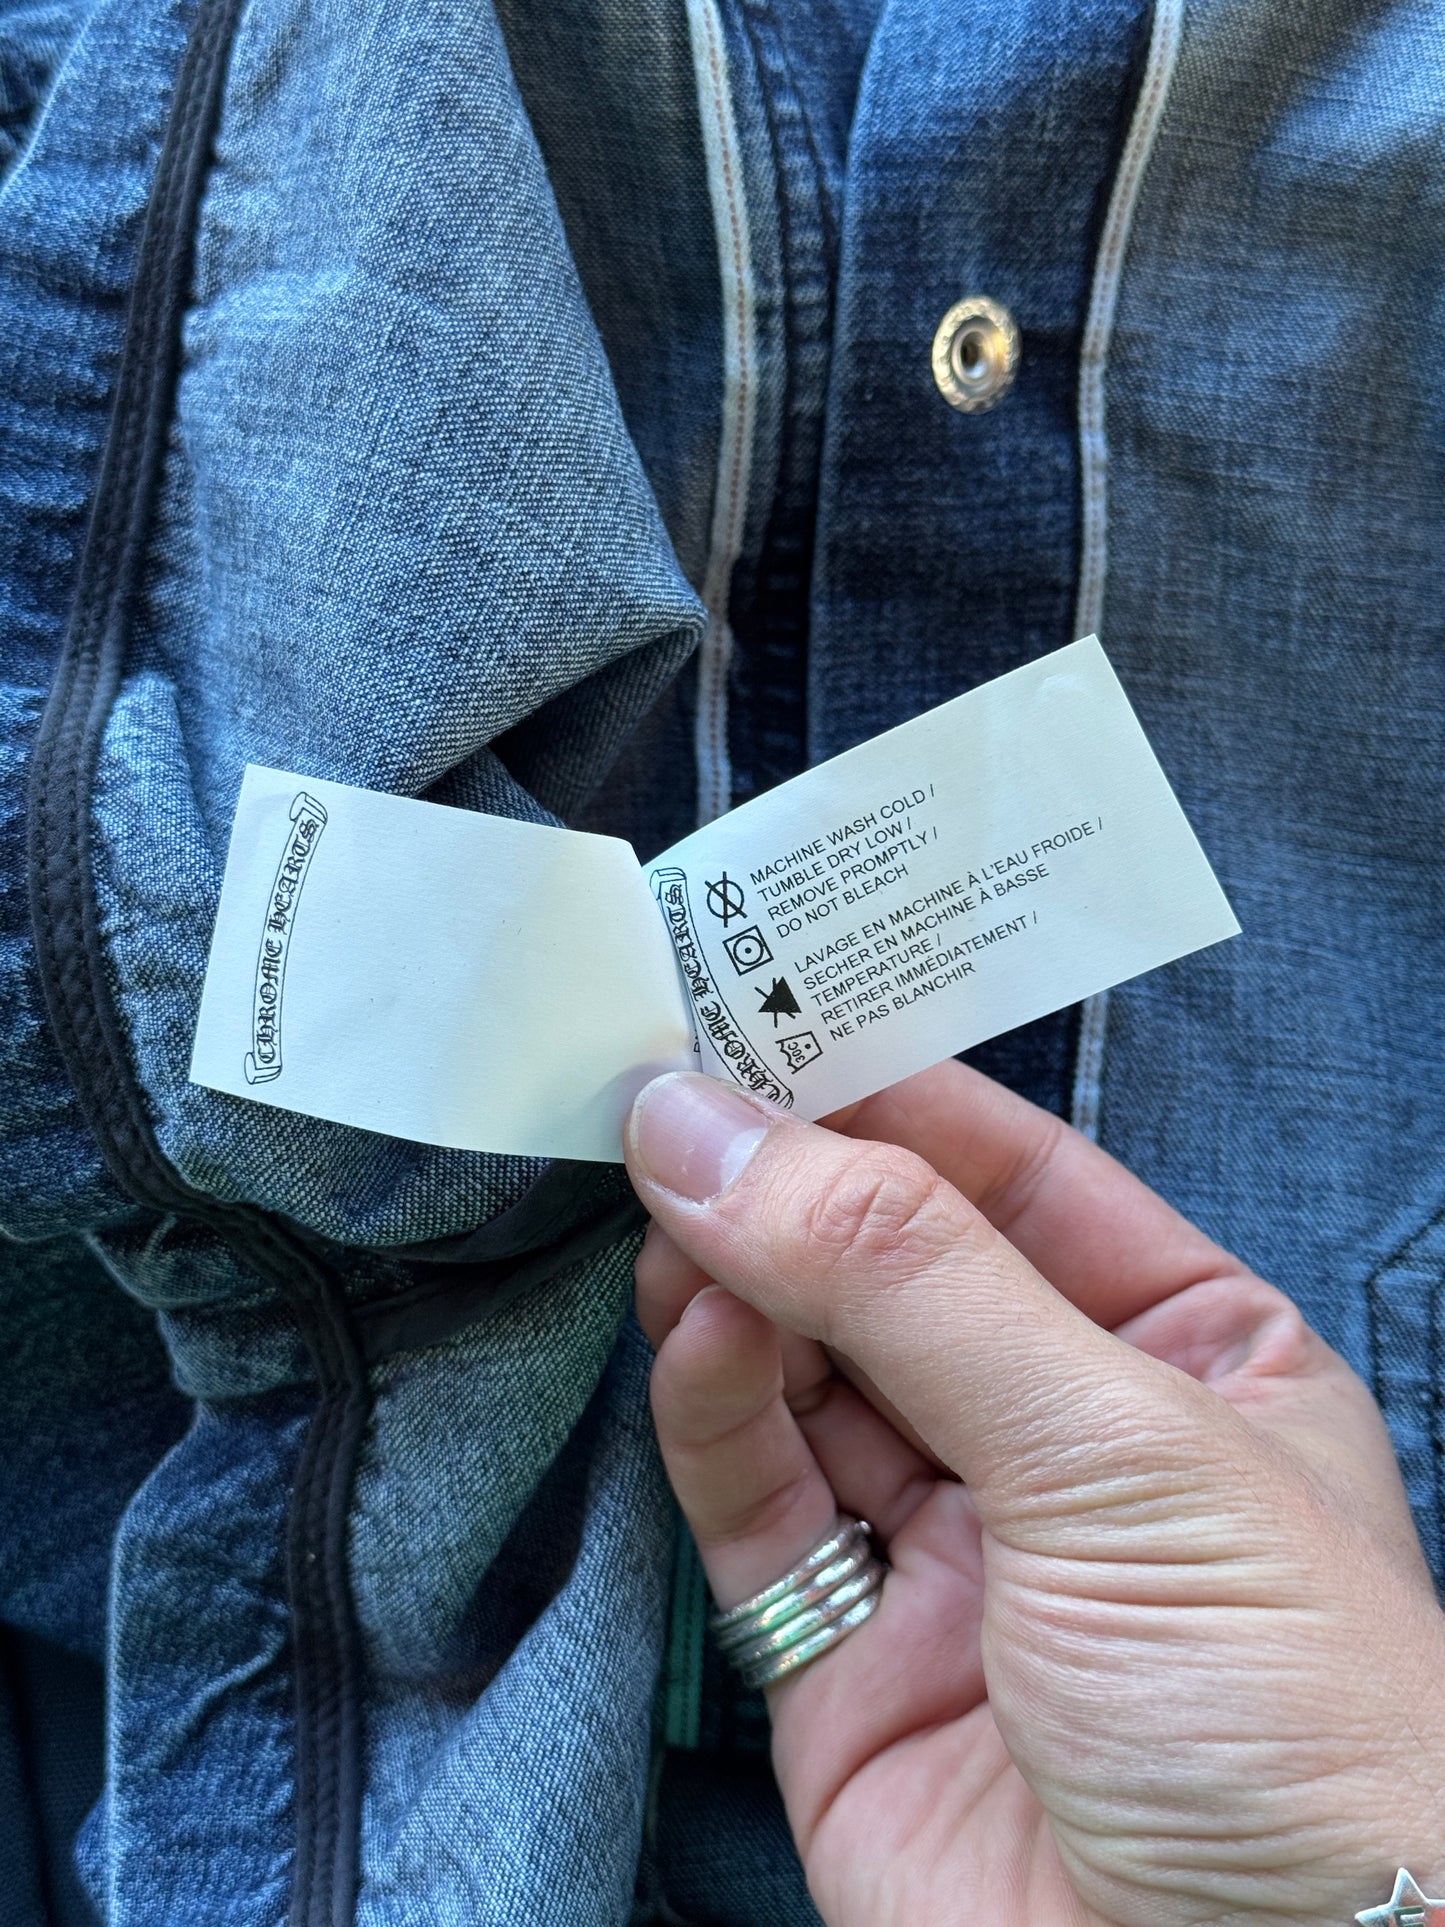 CHROME HEARTS
CHROME HEARTS
MACHINE WASH COLD /
TUMBLE DRY LOW /
REMOVE PROMPTLY /
DO NOT BLEACH
LAVAGE EN MACHINE À L'EAU FROIDE /
SECHER EN MACHINE À BASSE
TEMPERATURE /
RETIRER IMMÉDIATEMENT /
NE PAS BLANCHIR
30C